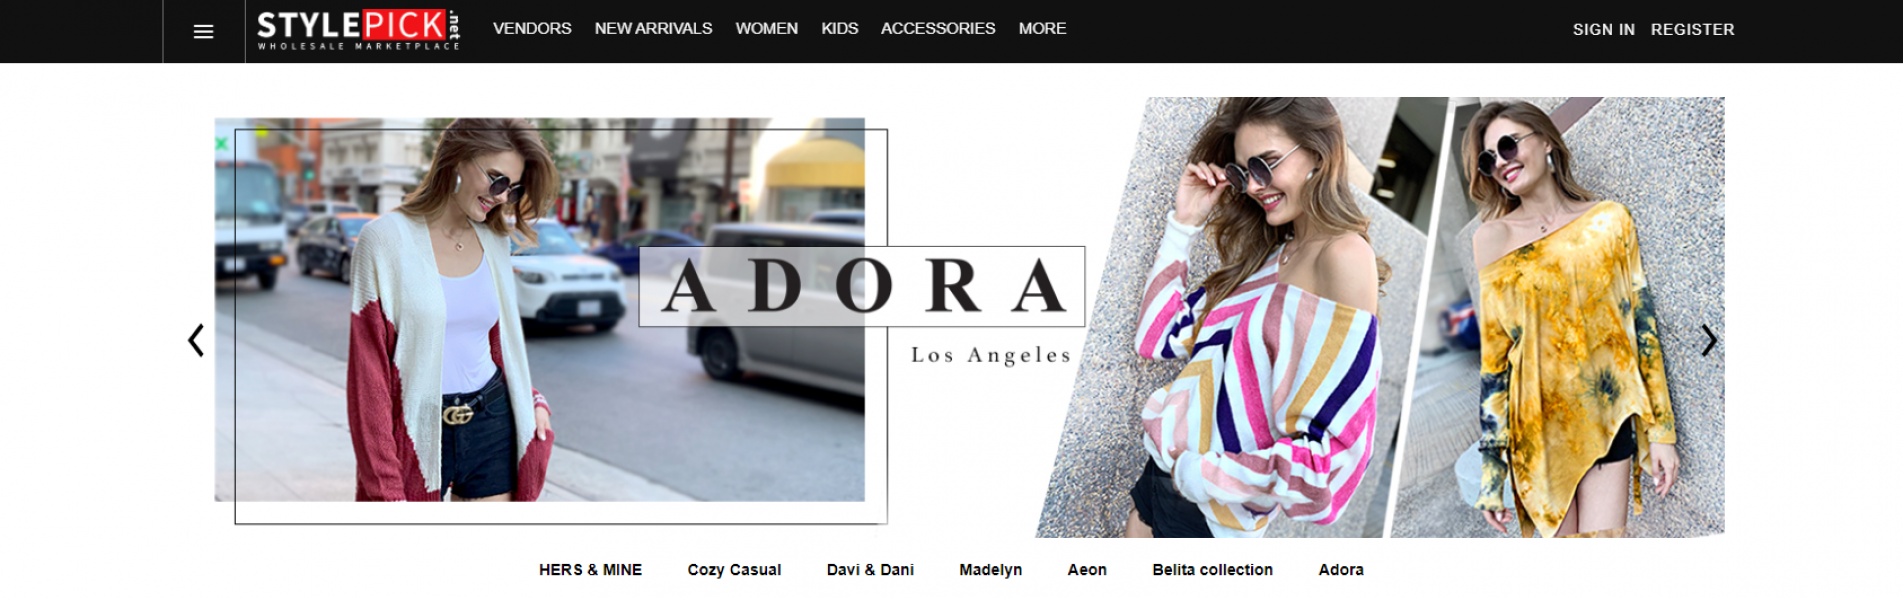 STYLEPICK.net
WHOLESALE MARKETPLACE
VENDORS NEW ARRIVALS WOMEN KIDS ACCESSORIES MORE
SIGN IN REGISTER
ADORA
Los Angeles
HERS & MINE Cozy Casual Davi & Dani Madelyn Aeon Belita collection Adora